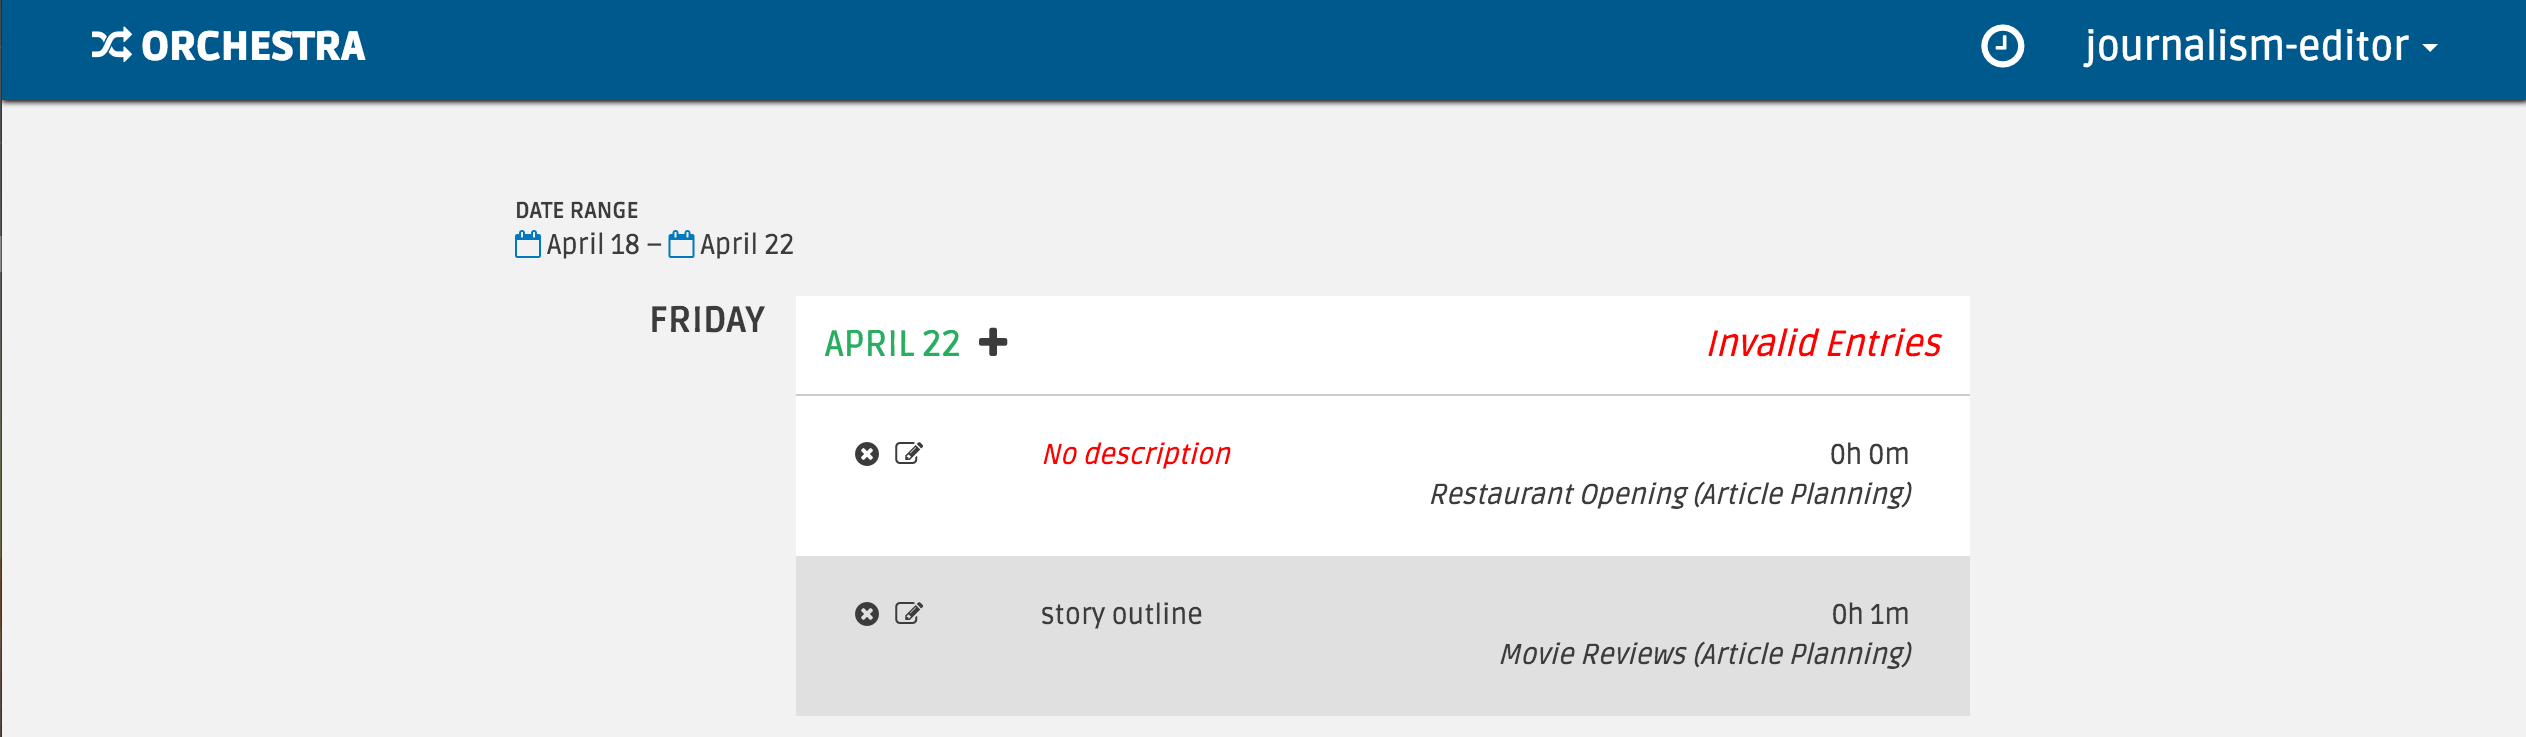 ORCHESTRA
journalism-editor
DATE RANGE
April 18 – April 22
FRIDAY
APRIL 22
Invalid Entries
No description
0h 0m
Restaurant Opening (Article Planning)
story outline
0h 1m
Movie Reviews (Article Planning)